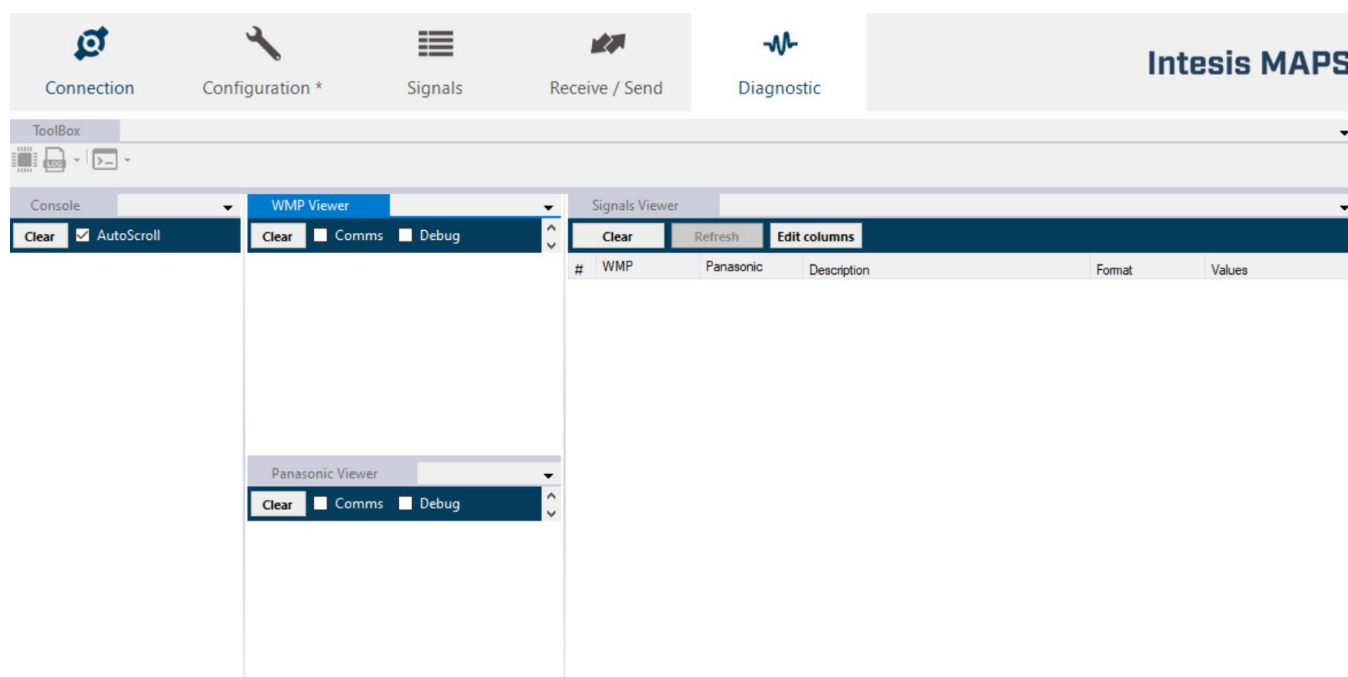 Connection Configuration * Signals Receive / Send Diagnostic Intesis MAPS
ToolBox
LOG
Console
Clear AutoScroll
WMP Viewer
Clear Comms Debug
Panasonic Viewer
Clear Comms Debug
Signals Viewer
Clear Refresh Edit columns
# WMP Panasonic Description Format Values